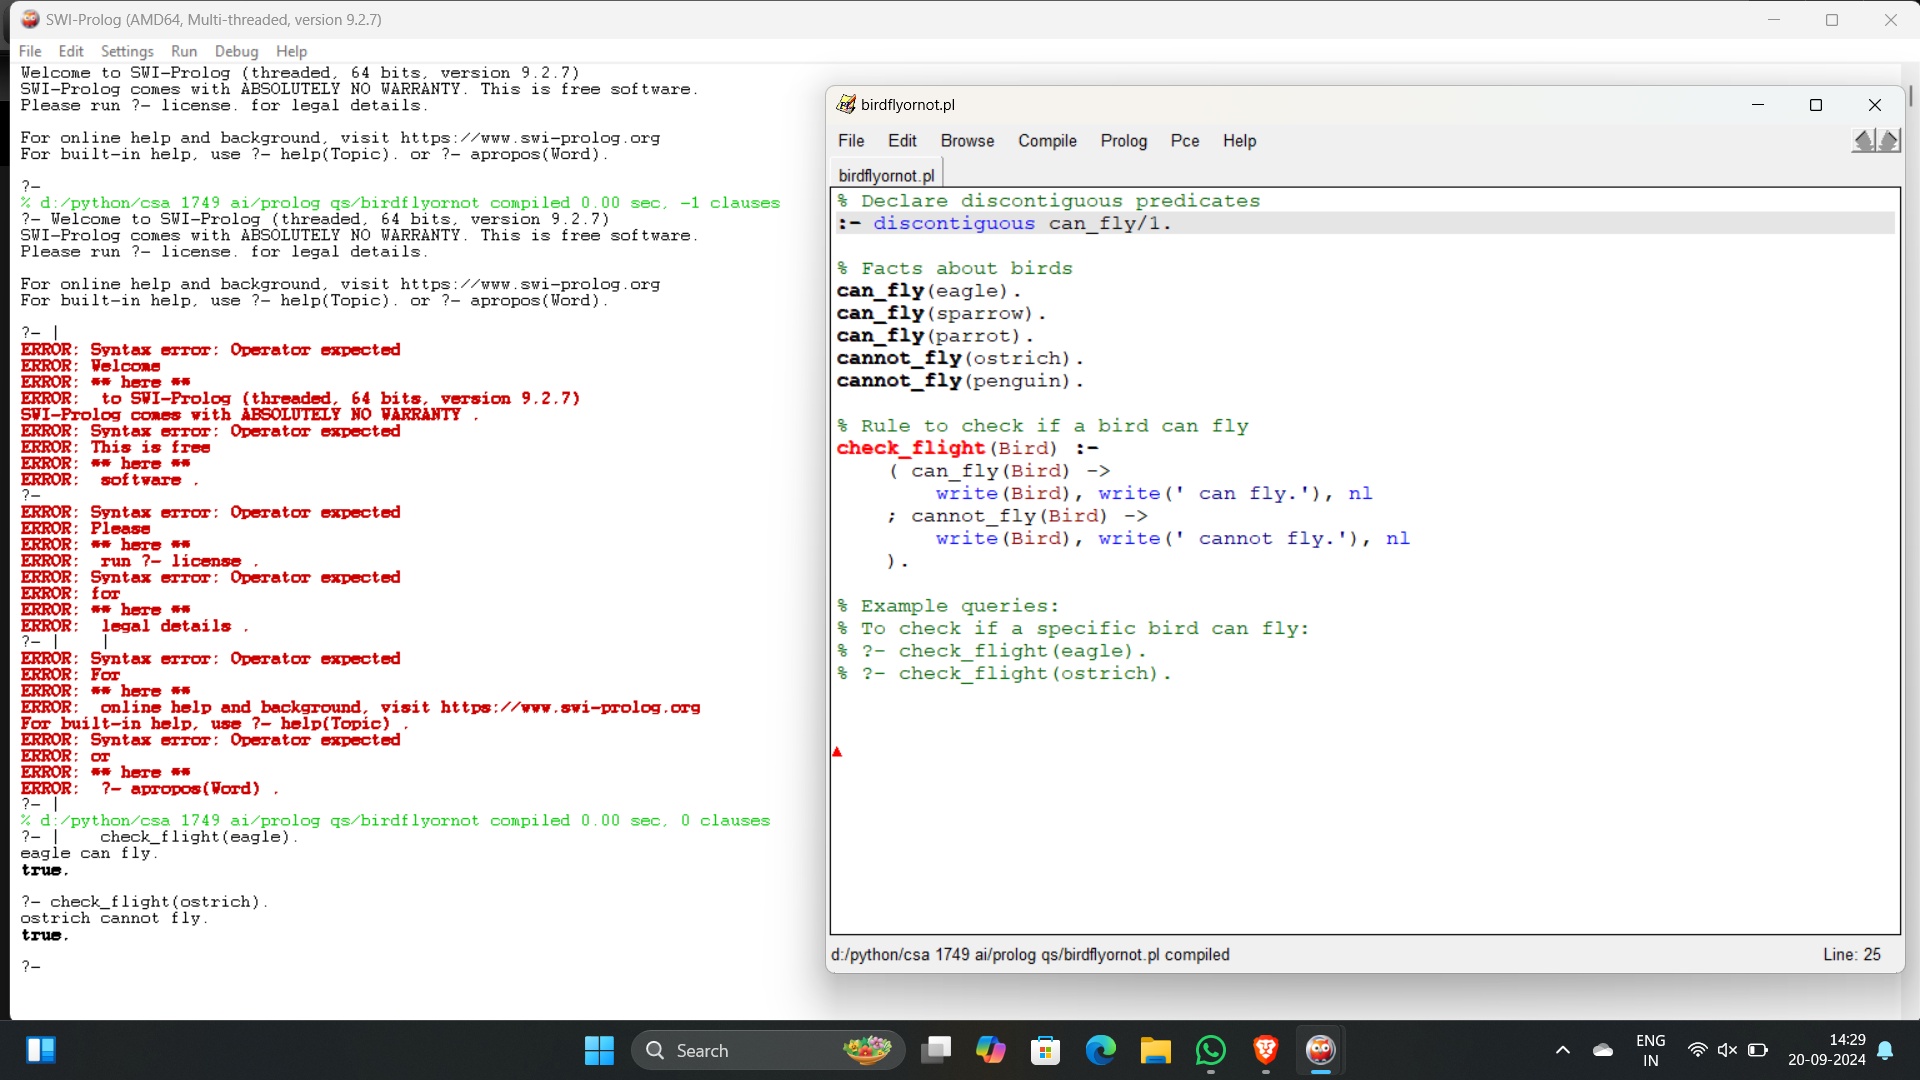 SWI-Prolog (AMD64, Multi-threaded, version 9.2.7)
File Edit Settings Run Debug Help
Welcome to SWI-Prolog (threaded, 64 bits, version 9.2.7)
SWI-Prolog comes with ABSOLUTELY NO WARRANTY. This is free software.
Please run ?- license. for legal details.

For online help and background, visit https://www.swi-prolog.org
For built-in help, use ?- help(Topic). or ?- apropos(Word).

?-
% d:/python/csa 1749 ai/prolog qs/birdflyornot compiled 0.00 sec, -1 clauses
?- Welcome to SWI-Prolog (threaded, 64 bits, version 9.2.7)
SWI-Prolog comes with ABSOLUTELY NO WARRANTY. This is free software.
Please run ?- license. for legal details.

For online help and background, visit https://www.swi-prolog.org
For built-in help, use ?- help(Topic). or ?- apropos(Word).

?- |
ERROR: Syntax error: Operator expected
ERROR: Welcome
ERROR: ** here **
ERROR:  to SWI-Prolog (threaded, 64 bits, version 9.2.7)
SWI-Prolog comes with ABSOLUTELY NO WARRANTY .
ERROR: Syntax error: Operator expected
ERROR: This is free
ERROR: ** here **
ERROR:  software .
?-
ERROR: Syntax error: Operator expected
ERROR: Please
ERROR: ** here **
ERROR:  run ?- license .
ERROR: Syntax error: Operator expected
ERROR: for
ERROR: ** here **
ERROR:  legal details .
?- |    |
ERROR: Syntax error: Operator expected
ERROR: For
ERROR: ** here **
ERROR:  online help and background, visit https://www.swi-prolog.org
For built-in help, use ?- help(Topic) .
ERROR: Syntax error: Operator expected
ERROR: or
ERROR: ** here **
ERROR:  ?- apropos(Word) .
?- |
% d:/python/csa 1749 ai/prolog qs/birdflyornot compiled 0.00 sec, 0 clauses
?- |    check_flight(eagle).
eagle can fly.
true.

?- check_flight(ostrich).
ostrich cannot fly.
true.

?-
birdflyornot.pl
File Edit Browse Compile Prolog Pce Help
birdflyornot.pl
% Declare discontiguous predicates
:- discontiguous can_fly/1.

% Facts about birds
can_fly(eagle).
can_fly(sparrow).
can_fly(parrot).
cannot_fly(ostrich).
cannot_fly(penguin).

% Rule to check if a bird can fly
check_flight(Bird) :-
    ( can_fly(Bird) ->
        write(Bird), write(' can fly.'), nl
    ; cannot_fly(Bird) ->
        write(Bird), write(' cannot fly.'), nl
    ).

% Example queries:
% To check if a specific bird can fly:
% ?- check_flight(eagle).
% ?- check_flight(ostrich).
d:/python/csa 1749 ai/prolog qs/birdflyornot.pl compiled
Line: 25
Search
ENG
IN
14:29
20-09-2024